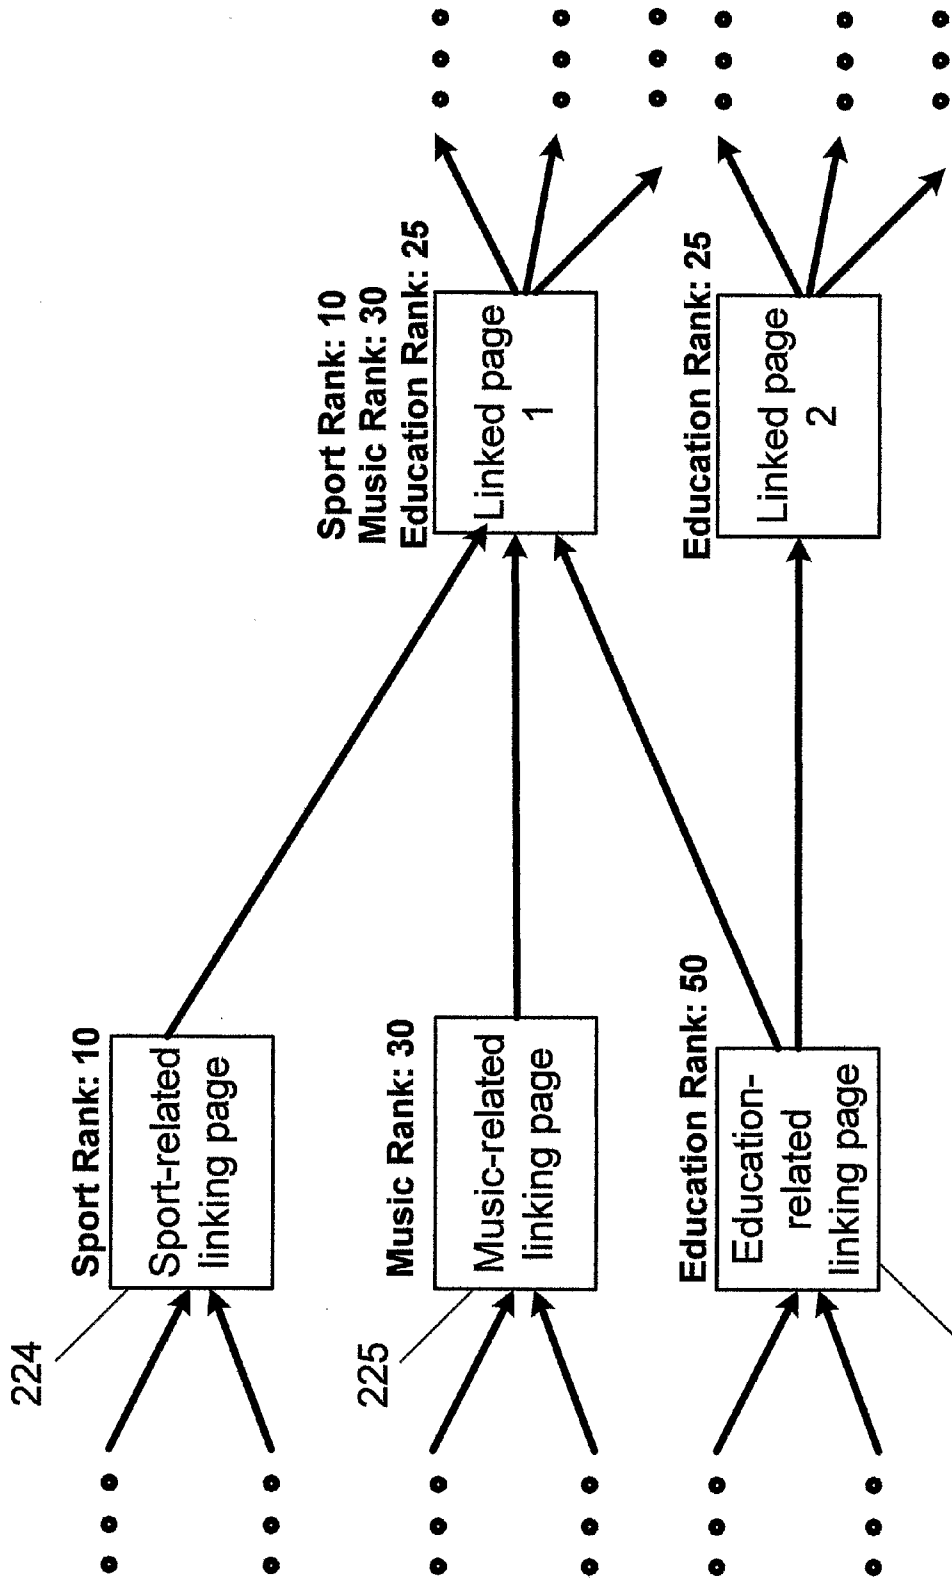 224
Sport Rank: 10
Sport-related
linking page
225
Music Rank: 30
Music-related
linking page
Education Rank: 50
Education-
related
linking page
Sport Rank: 10
Music Rank: 30
Education Rank: 25
Linked page
1
Education Rank: 25
Linked page
2